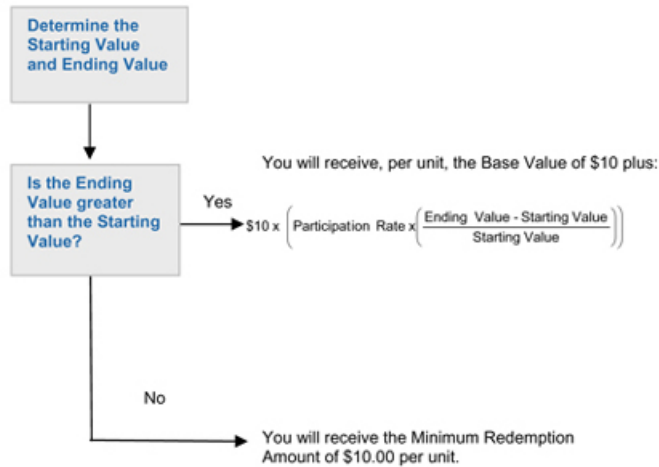 Determine the
Starting Value
and Ending Value
You will receive, per unit, the Base Value of $10 plus:
Is the Ending
Value greater
than the Starting
Value?
Yes
$10 x (Participation Rate x (Ending Value - Starting Value
Starting Value))
No
You will receive the Minimum Redemption
Amount of $10.00 per unit.